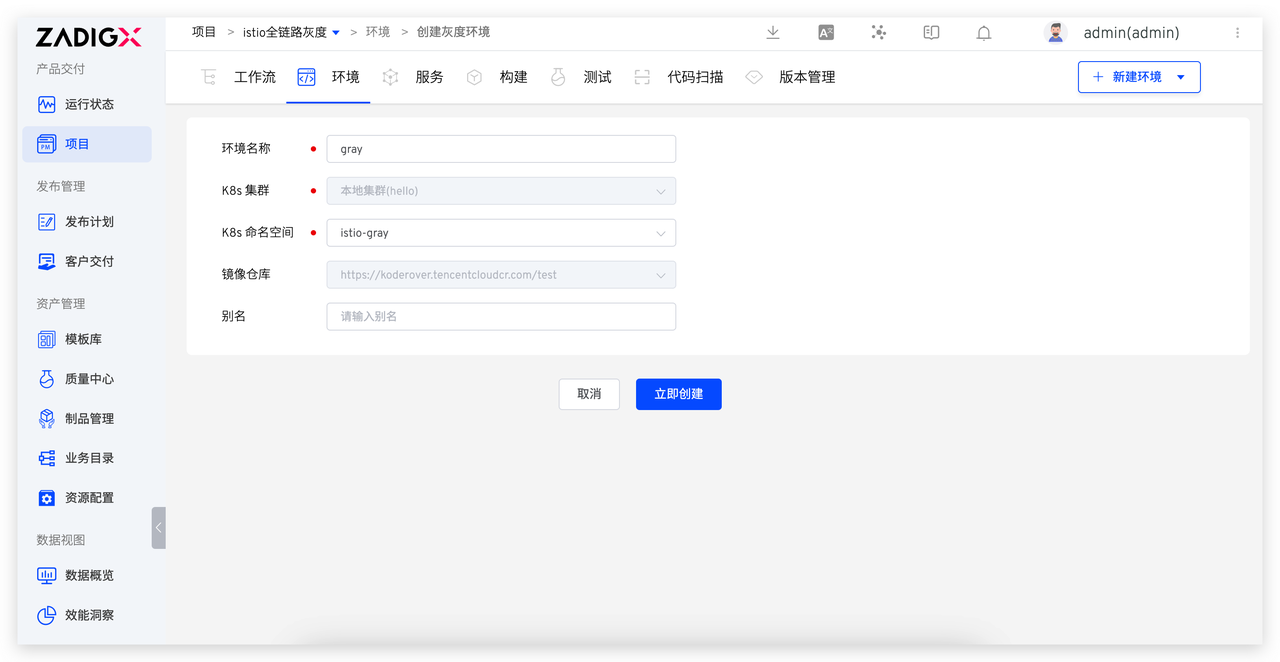 ZADIGX
产品交付
运行状态
项目
发布管理
发布计划
客户交付
资产管理
模板库
质量中心
制品管理
业务目录
资源配置
数据视图
数据概览
效能洞察
项目 > istio全链路灰度 > 环境 > 创建灰度环境
admin(admin)
工作流 环境 服务 构建 测试 代码扫描 版本管理
+ 新建环境
环境名称 gray
K8s 集群 本地集群(hello)
K8s 命名空间 istio-gray
镜像仓库 https://koderover.tencentcloudcr.com/test
别名 请输入别名
取消 立即创建